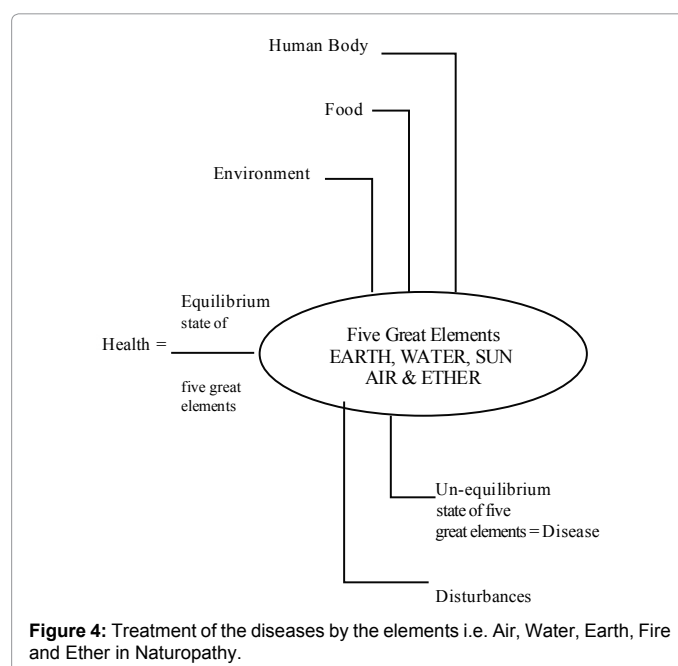 Human Body
Food
Environment
Equilibrium
state of
Health =
five great
elements
Five Great Elements
EARTH, WATER, SUN
AIR & ETHER
Un-equilibrium
state of five
great elements = Disease
Disturbances
Figure 4: Treatment of the diseases by the elements i.e. Air, Water, Earth, Fire
and Ether in Naturopathy.